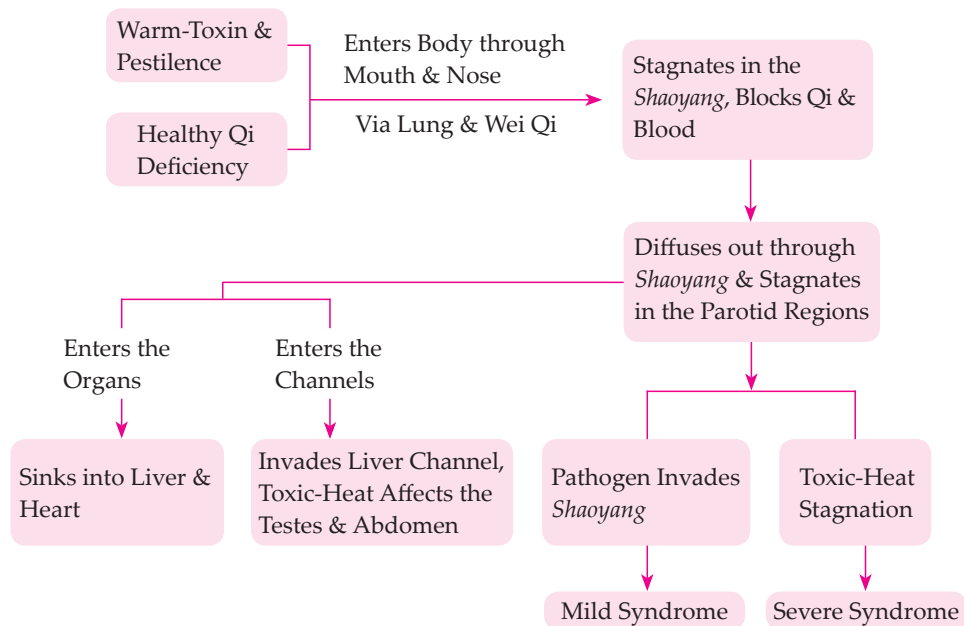 Warm-Toxin &
Pestilence
Healthy Qi
Deficiency
Enters Body through
Mouth & Nose
Via Lung & Wei Qi
Stagnates in the
Shaoyang, Blocks Qi &
Blood
Diffuses out through
Shaoyang & Stagnates
in the Parotid Regions
Enters the
Organs
Enters the
Channels
Sinks into Liver &
Heart
Invades Liver Channel,
Toxic-Heat Affects the
Testes & Abdomen
Pathogen Invades
Shaoyang
Toxic-Heat
Stagnation
Mild Syndrome
Severe Syndrome